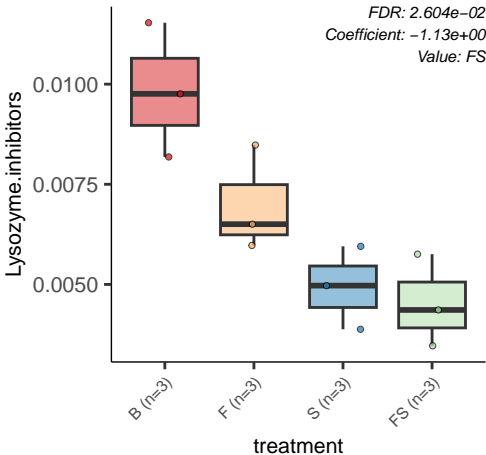 FDR: 2.604e−02
Coefficient: −1.13e+00
Value: FS
Lysozyme.inhibitors
0.0100
0.0075
0.0050
B (n=3)
F (n=3)
S (n=3)
FS (n=3)
treatment